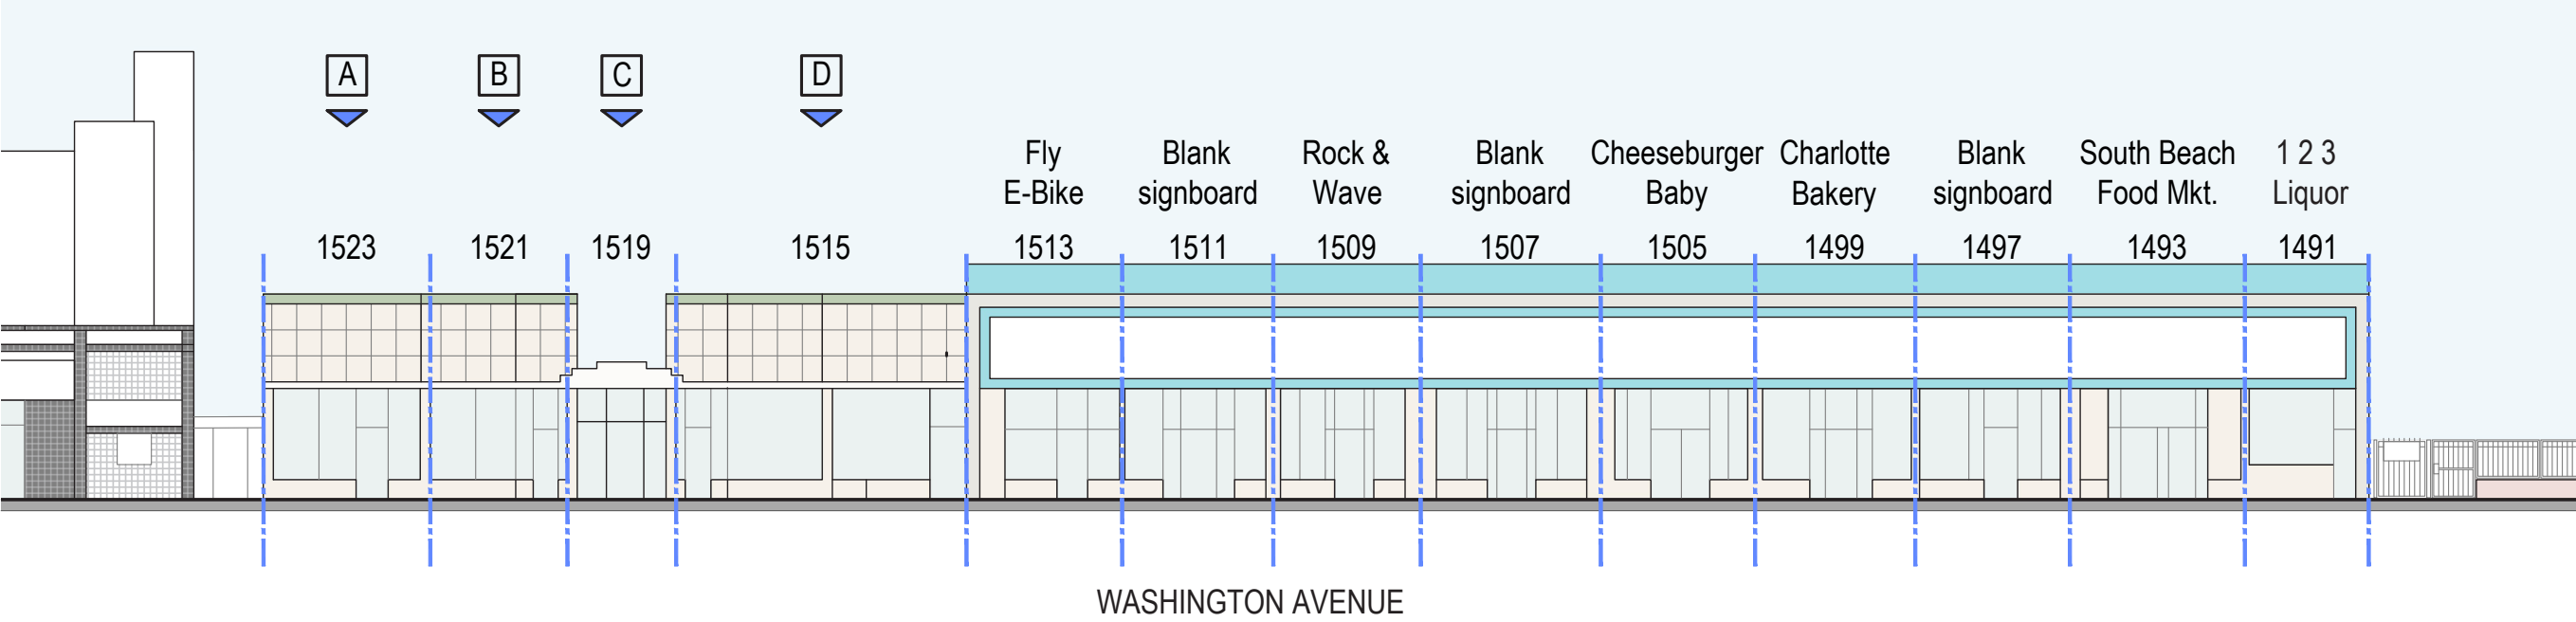 A B C D
Fly Blank Rock & Blank Cheeseburger Charlotte Blank South Beach 1 2 3
E-Bike signboard Wave signboard Baby Bakery signboard Food Mkt. Liquor
1523 1521 1519 1515 1513 1511 1509 1507 1505 1499 1497 1493 1491
WASHINGTON AVENUE